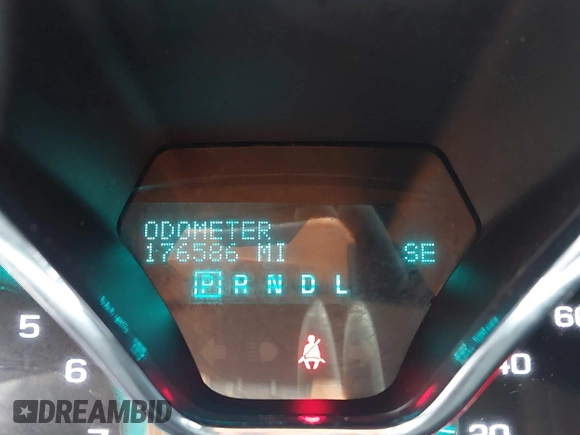 ODOMETER
176586 MI SE
P R N D L
5 60
6 40
DREAMBID